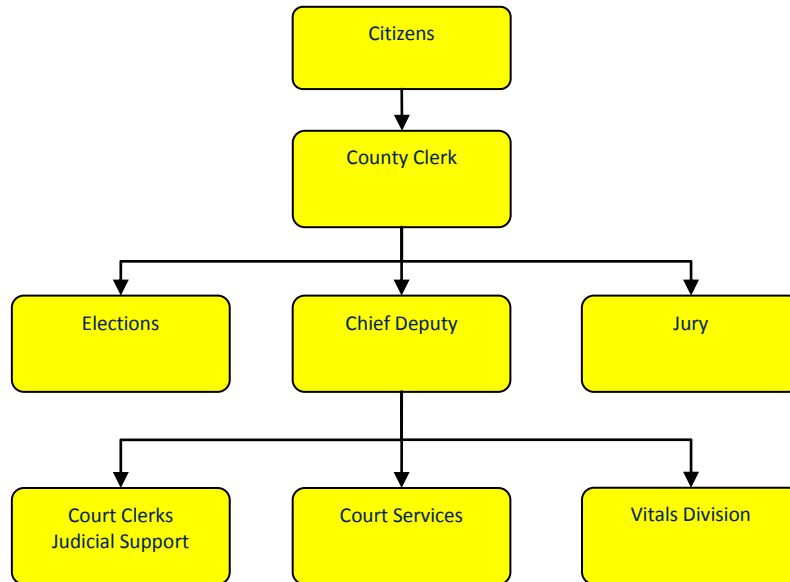 Citizens
County Clerk
Elections
Chief Deputy
Jury
Court Clerks
Judicial Support
Court Services
Vitals Division